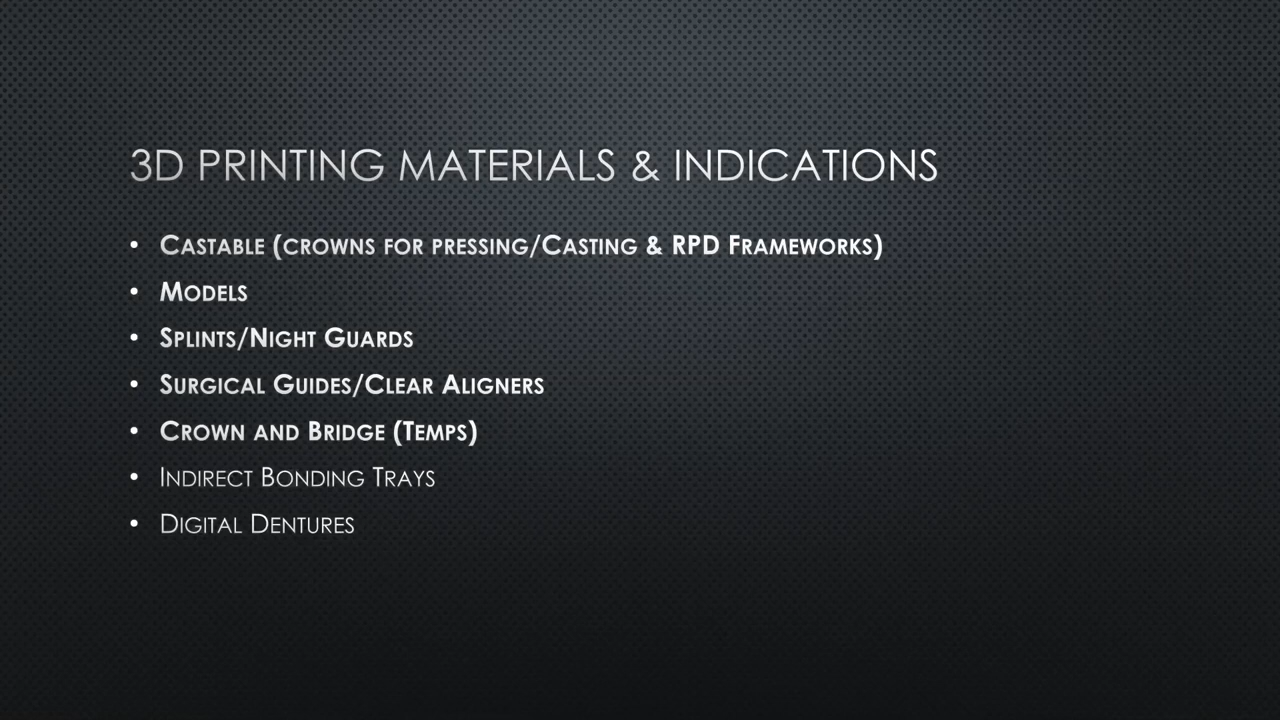 3D PRINTING MATERIALS & INDICATIONS
• CASTABLE (CROWNS FOR PRESSING/CASTING & RPD FRAMEWORKS)
• MODELS
• SPLINTS/NIGHT GUARDS
• SURGICAL GUIDES/CLEAR ALIGNERS
• CROWN AND BRIDGE (TEMPS)
• INDIRECT BONDING TRAYS
• DIGITAL DENTURES